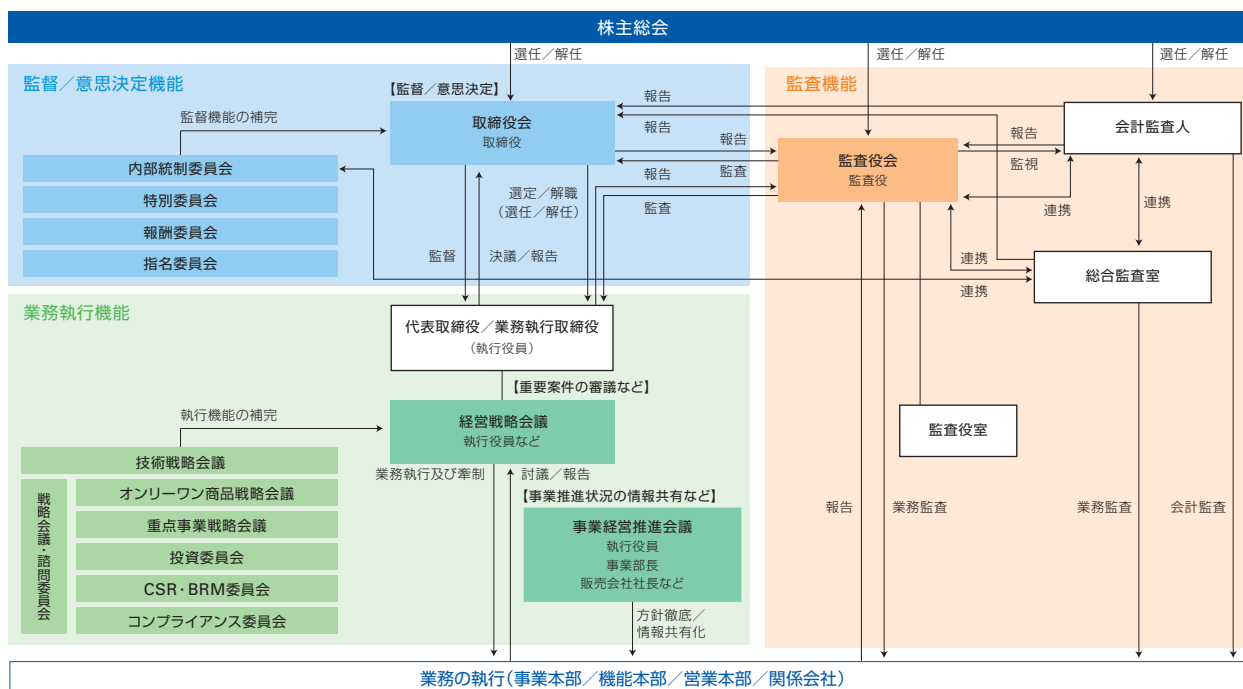 株主総会
選任／解任
選任／解任
選任／解任
監督／意思決定機能
【監督／意思決定】
監督機能の補完
取締役会
取締役
内部統制委員会
特別委員会
報酬委員会
指名委員会
監督
決議／報告
選定／解職
（選任／解任）
報告
報告
報告
監査
報告
監査
監査機能
会計監査人
監査役会
監査役
報告
監視
連携
連携
連携
連携
総合監査室
監査役室
報告
業務監査
業務監査
会計監査
業務執行機能
代表取締役／業務執行取締役
（執行役員）
【重要案件の審議など】
執行機能の補完
経営戦略会議
執行役員など
技術戦略会議
戦略会議・諮問委員会
オンリーワン商品戦略会議
重点事業戦略会議
投資委員会
CSR・BRM委員会
コンプライアンス委員会
業務執行及び牽制
討議／報告
【事業推進状況の情報共有など】
事業経営推進会議
執行役員
事業部長
販売会社社長など
方針徹底／
情報共有化
業務の執行（事業本部／機能本部／営業本部／関係会社）